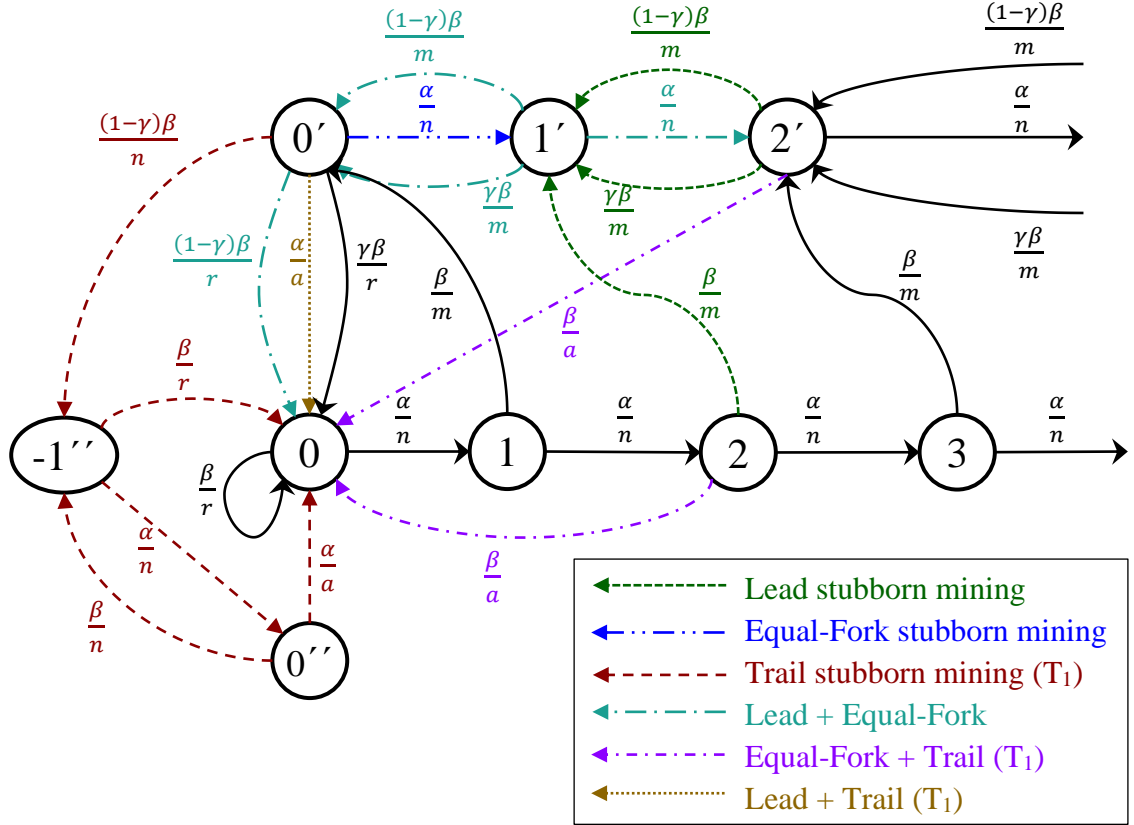 (1-γ)β/m
(1-γ)β/m
(1-γ)β/m
α/n
α/n
α/n
(1-γ)β/n
0′
1′
2′
γβ/m
γβ/m
γβ/m
(1-γ)β/r
α/a
γβ/r
β/m
β/m
β/m
β/a
β/r
α/n
α/n
α/n
α/n
-1′′
0
1
2
3
β/r
α/n
α/a
β/n
β/a
0′′
Lead stubborn mining
Equal-Fork stubborn mining
Trail stubborn mining (T₁)
Lead + Equal-Fork
Equal-Fork + Trail (T₁)
Lead + Trail (T₁)